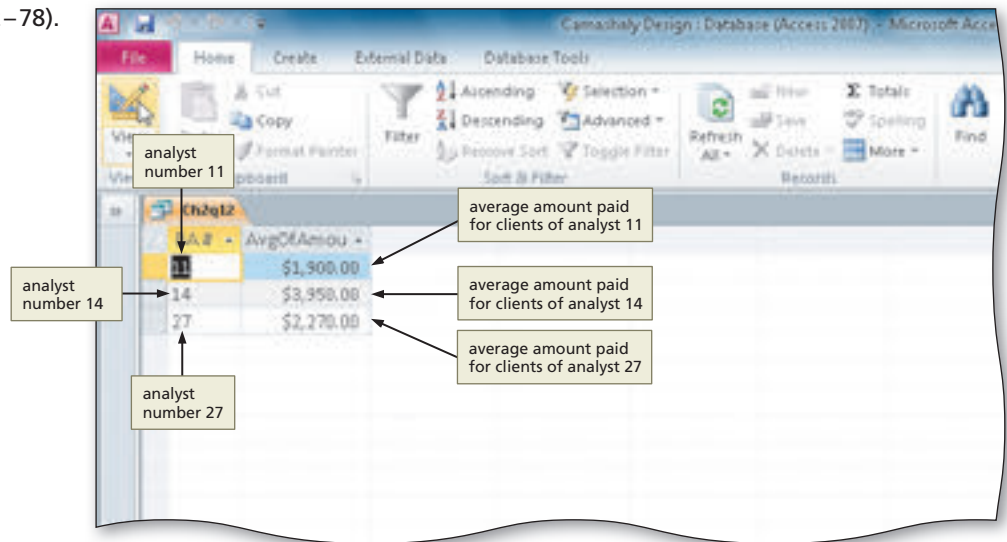 –78).
Camashaly Design : Database (Access 2007) - Microsoft Acce
File Home Create External Data Database Tools
Cut
Copy
Format Painter
Filter
Ascending
Descending
Remove Sort
Selection
Advanced
Toggle Filter
Sort & Filter
Refresh
All
New
Save
Delete
Records
Totals
Spelling
More
Find
analyst
number 11
Ch2q12
BA # AvgOfAmou
11 $1,900.00
14 $3,950.00
27 $2,270.00
average amount paid
for clients of analyst 11
analyst
number 14
average amount paid
for clients of analyst 14
average amount paid
for clients of analyst 27
analyst
number 27